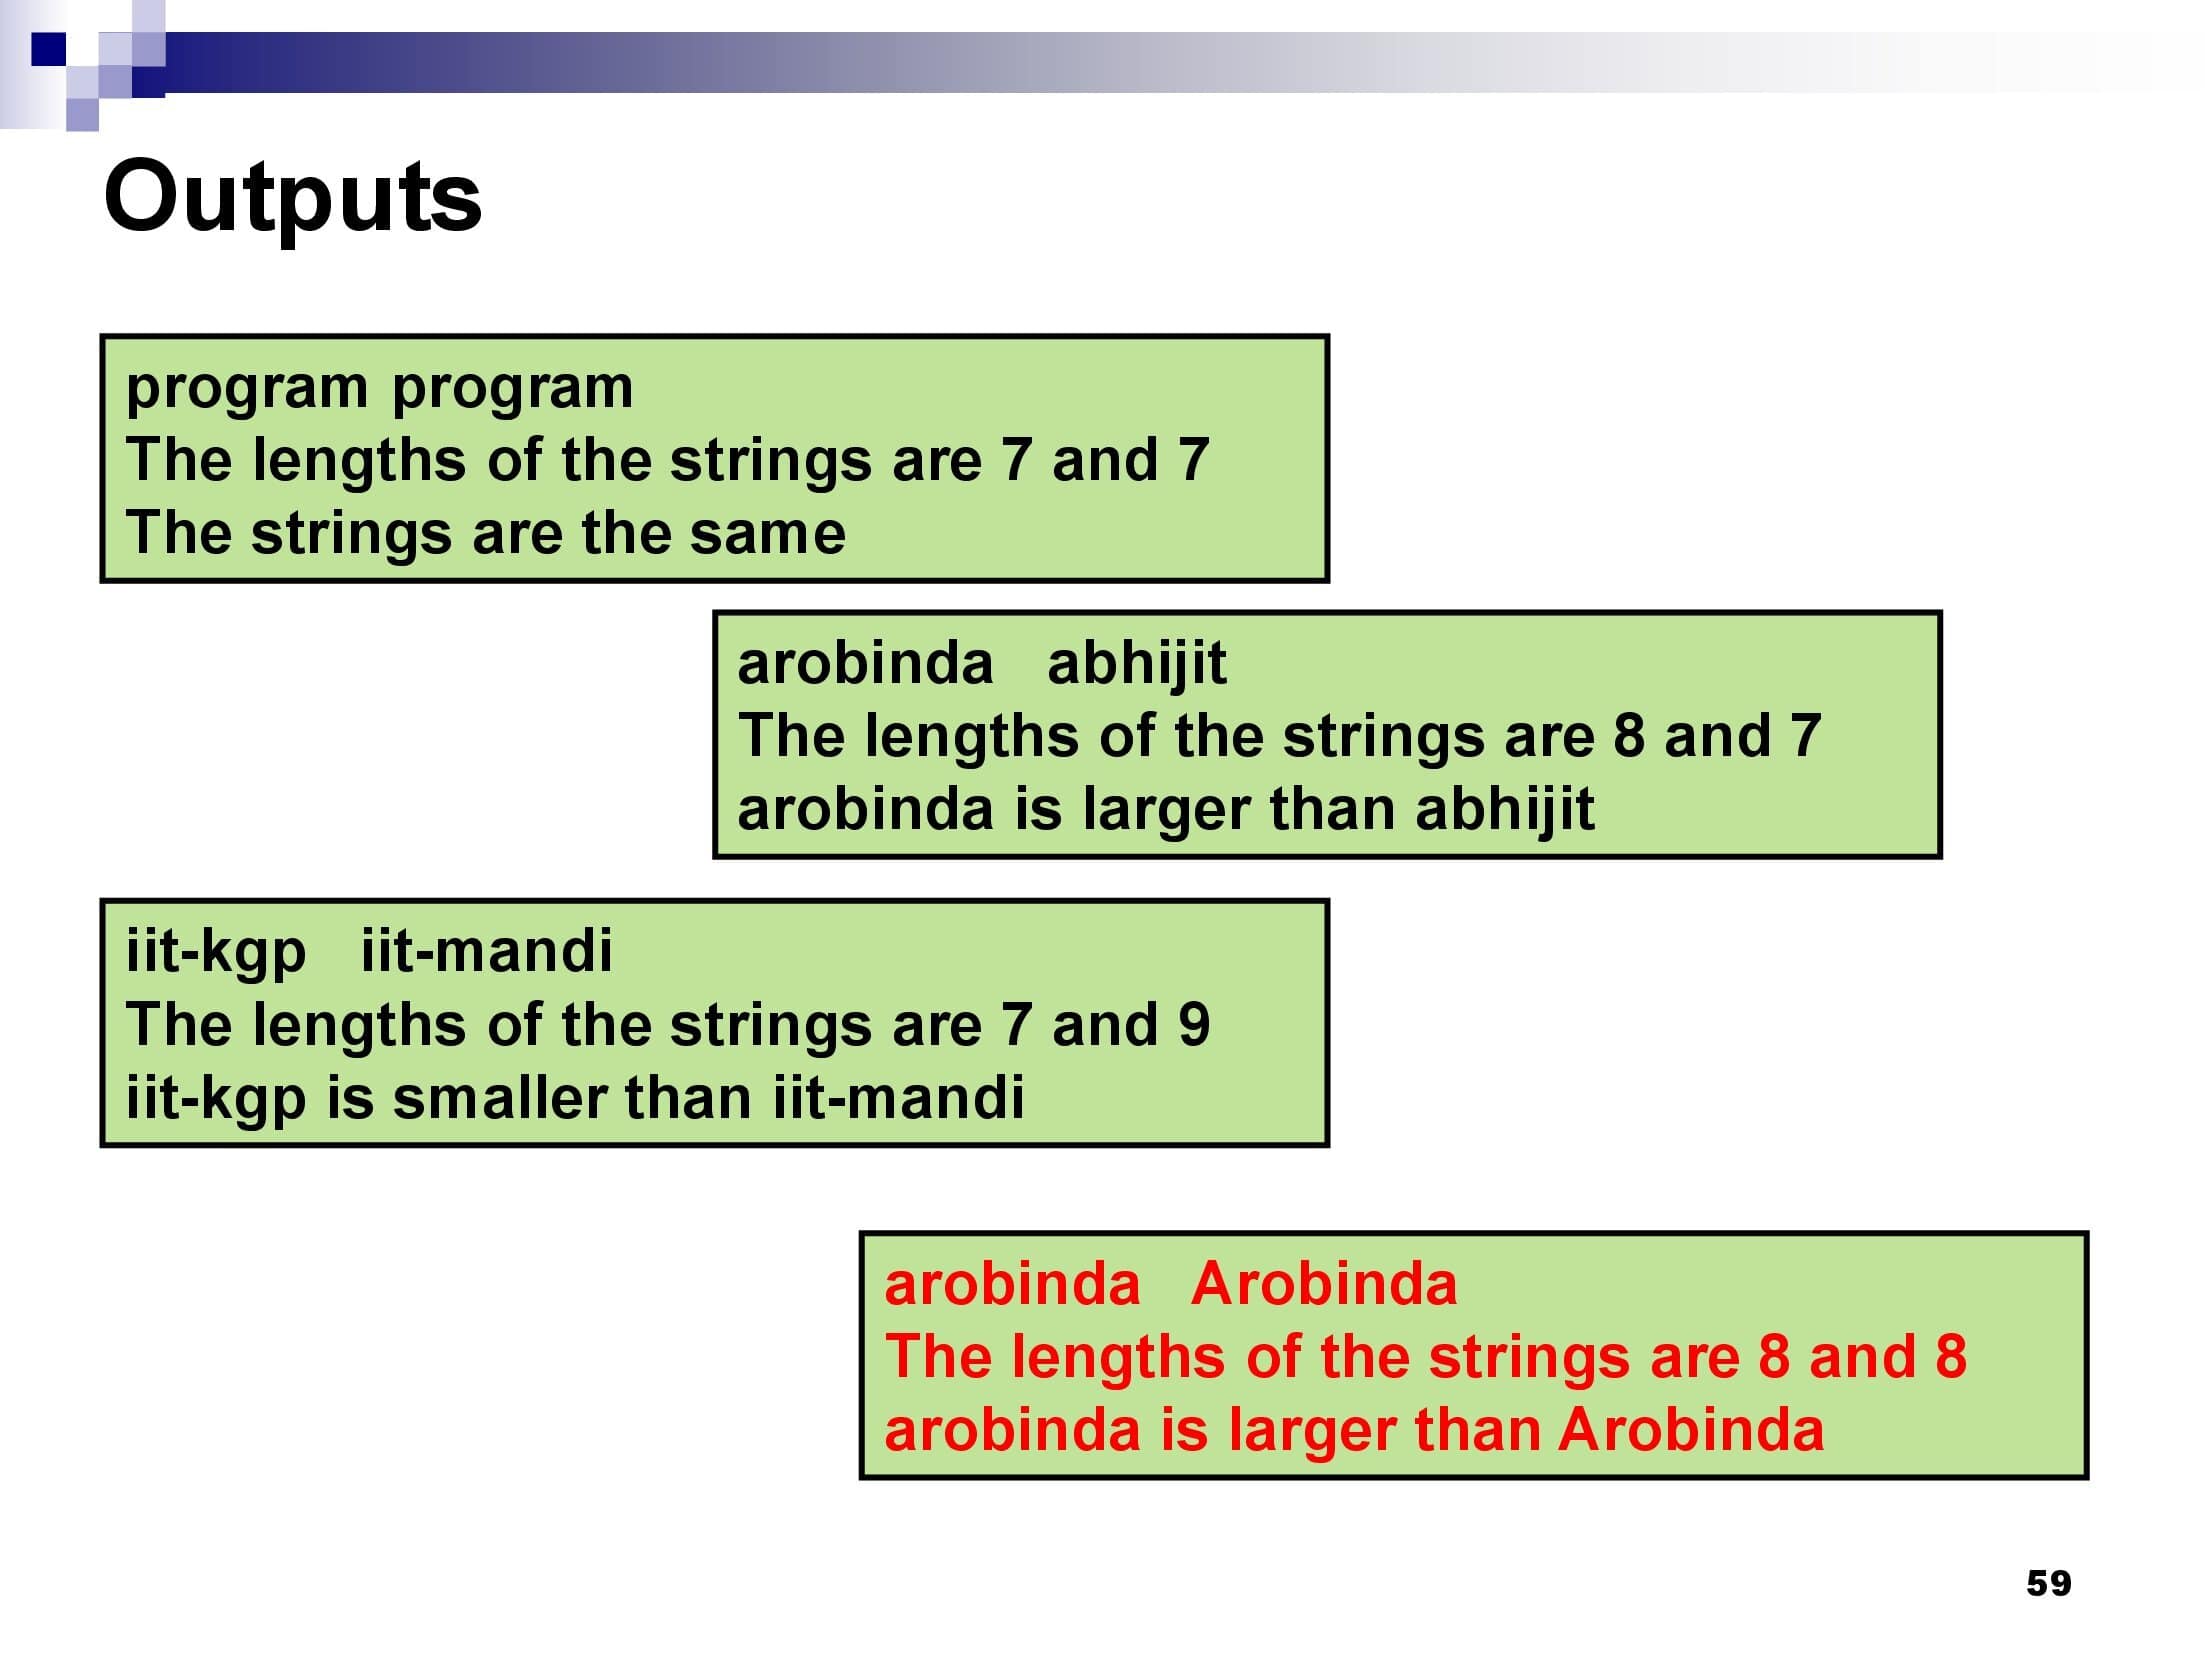 Outputs
program program
The lengths of the strings are 7 and 7
The strings are the same
arobinda abhijit
The lengths of the strings are 8 and 7
arobinda is larger than abhijit
iit-kgp iit-mandi
The lengths of the strings are 7 and 9
iit-kgp is smaller than iit-mandi
arobinda Arobinda
The lengths of the strings are 8 and 8
arobinda is larger than Arobinda
59